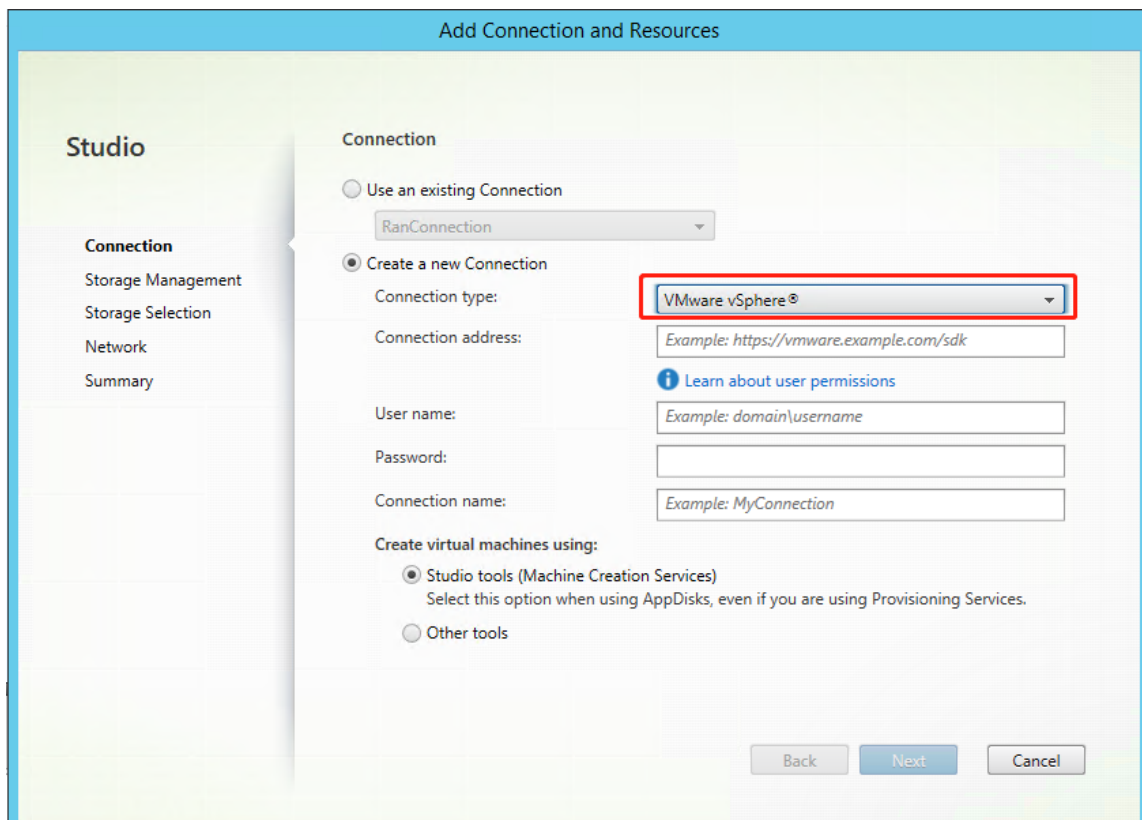 Add Connection and Resources
Studio
Connection
Storage Management
Storage Selection
Network
Summary
Connection
Use an existing Connection
RanConnection
Create a new Connection
Connection type:
VMware vSphere®
Connection address:
Example: https://vmware.example.com/sdk
Learn about user permissions
User name:
Example: domain\username
Password:
Connection name:
Example: MyConnection
Create virtual machines using:
Studio tools (Machine Creation Services)
Select this option when using AppDisks, even if you are using Provisioning Services.
Other tools
Back
Next
Cancel